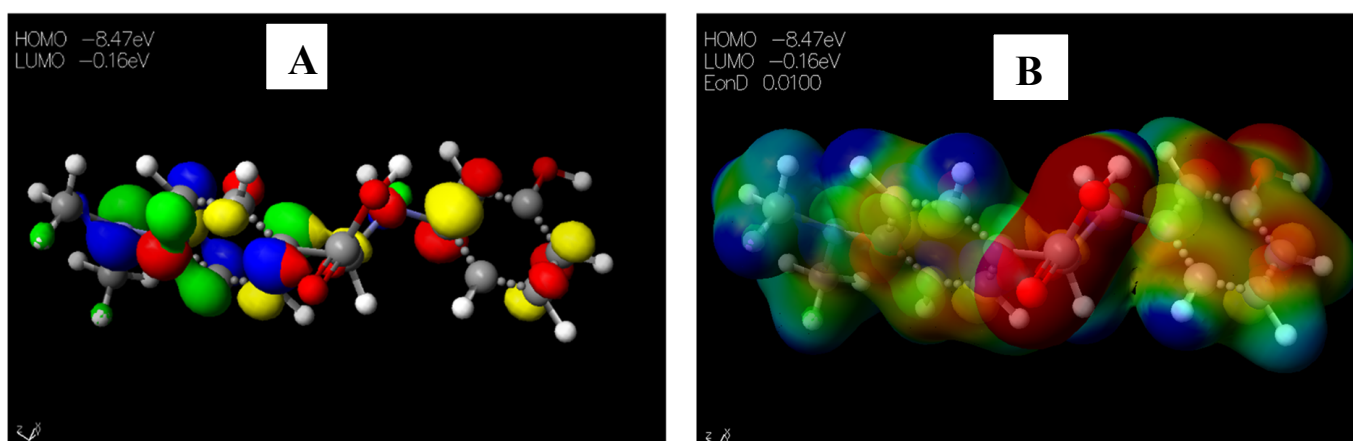 HOMO -8.47eV
LUMO -0.16eV
A
HOMO -8.47eV
LUMO -0.16eV
EonD 0.0100
B
z x
z x